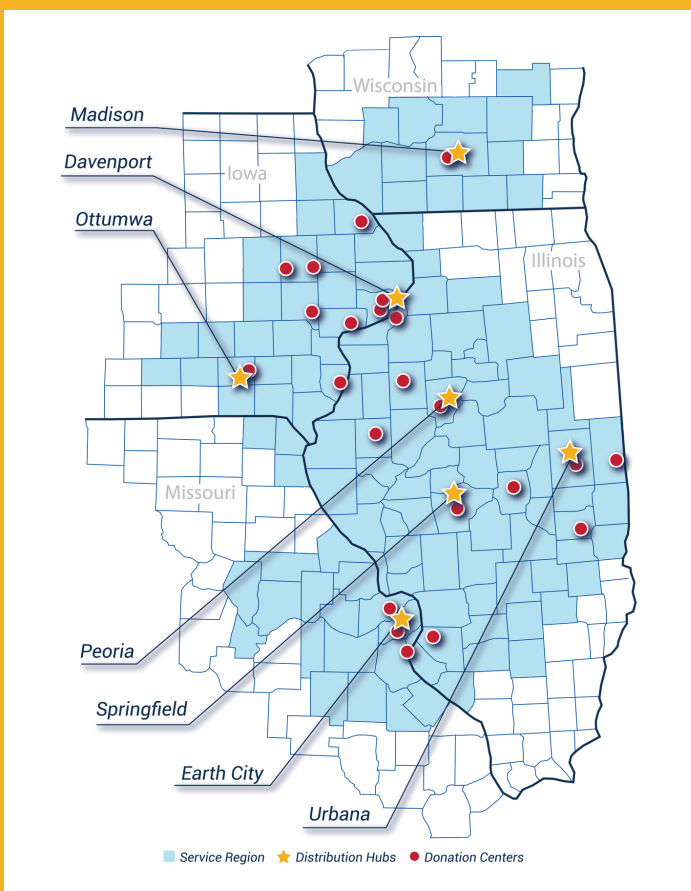 Wisconsin
Madison
Davenport
Iowa
Ottumwa
Illinois
Missouri
Peoria
Springfield
Earth City
Urbana
Service Region Distribution Hubs Donation Centers